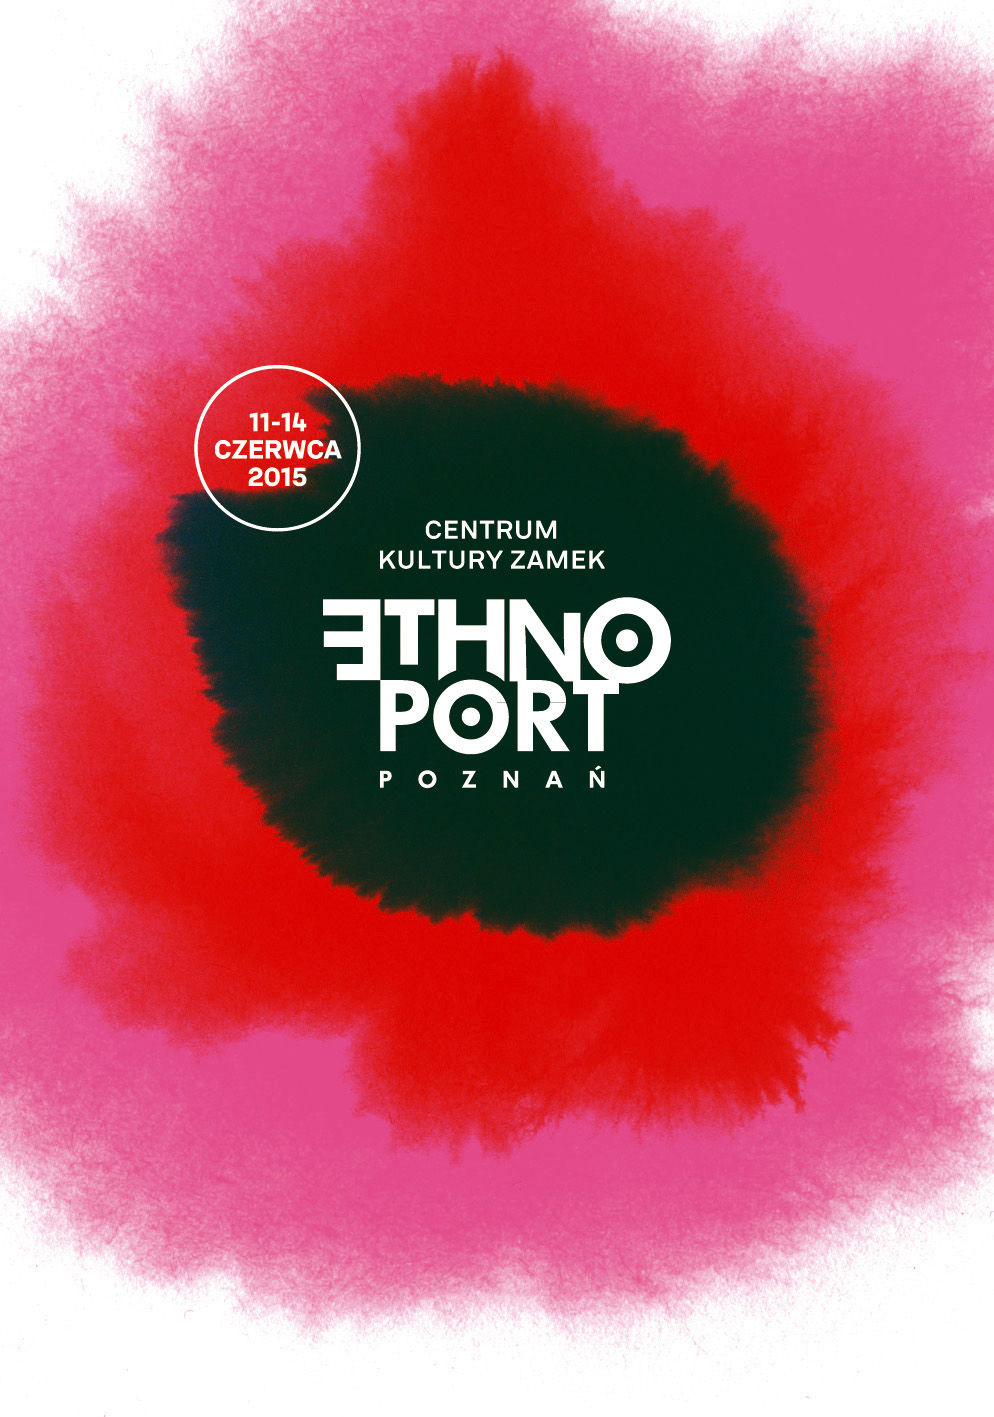 11-14
CZERWCA
2015
CENTRUM
KULTURY ZAMEK
ETHNO
PORT
POZNAŃ